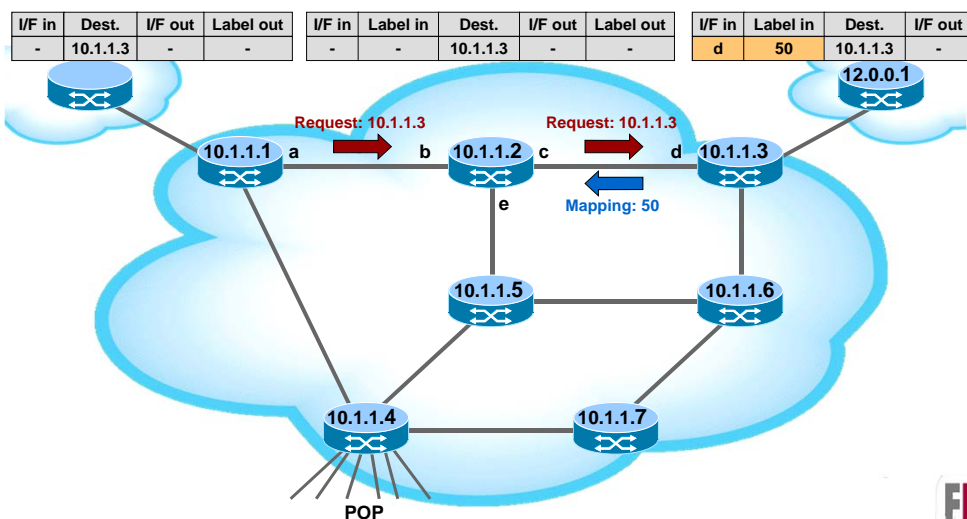 I/F in Dest. I/F out Label out
- 10.1.1.3 - -
I/F in Label in Dest. I/F out Label out
- - 10.1.1.3 - -
I/F in Label in Dest. I/F out
d 50 10.1.1.3 -
12.0.0.1
Request: 10.1.1.3
Request: 10.1.1.3
10.1.1.1 a b 10.1.1.2 c d 10.1.1.3
Mapping: 50
e
10.1.1.5
10.1.1.6
10.1.1.4
10.1.1.7
POP